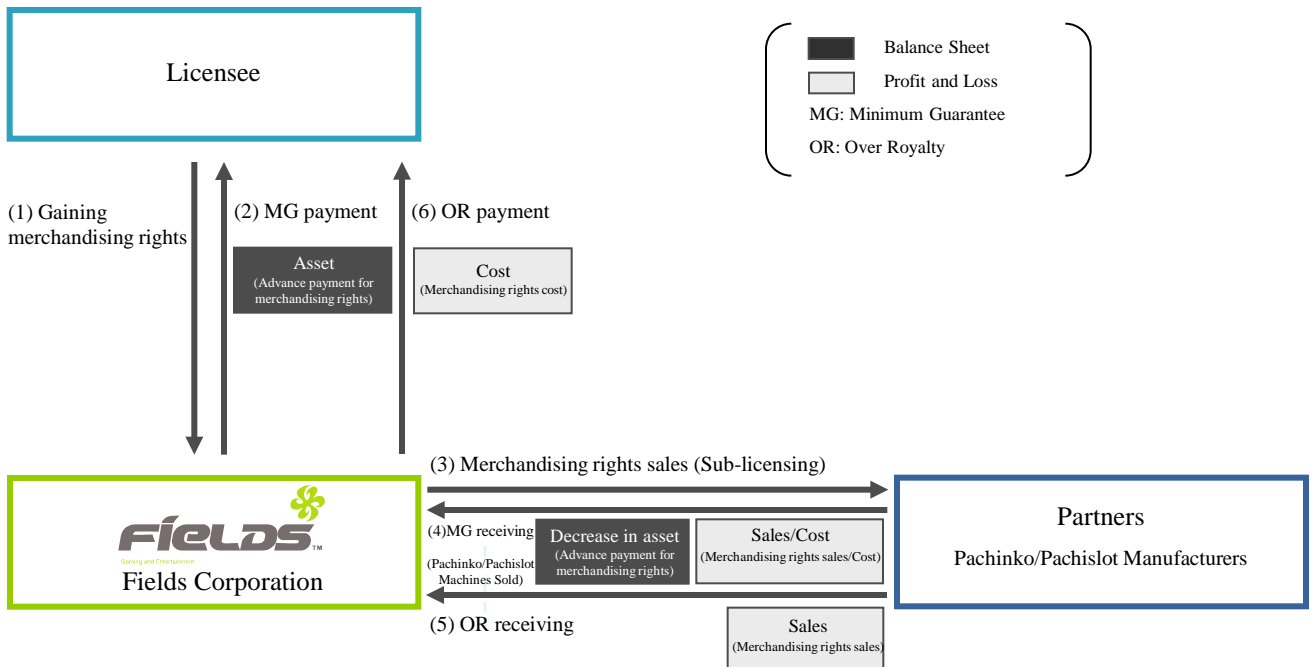 Licensee
Balance Sheet
Profit and Loss
MG: Minimum Guarantee
OR: Over Royalty
(1) Gaining
merchandising rights
(2) MG payment
Asset
(Advance payment for
merchandising rights)
(6) OR payment
Cost
(Merchandising rights cost)
(3) Merchandising rights sales (Sub-licensing)
FIELDS™
Gaming and Entertainment
Fields Corporation
(4)MG receiving
(Pachinko/Pachislot
Machines Sold)
Decrease in asset
(Advance payment for
merchandising rights)
Sales/Cost
(Merchandising rights sales/Cost)
Partners
Pachinko/Pachislot Manufacturers
(5) OR receiving
Sales
(Merchandising rights sales)